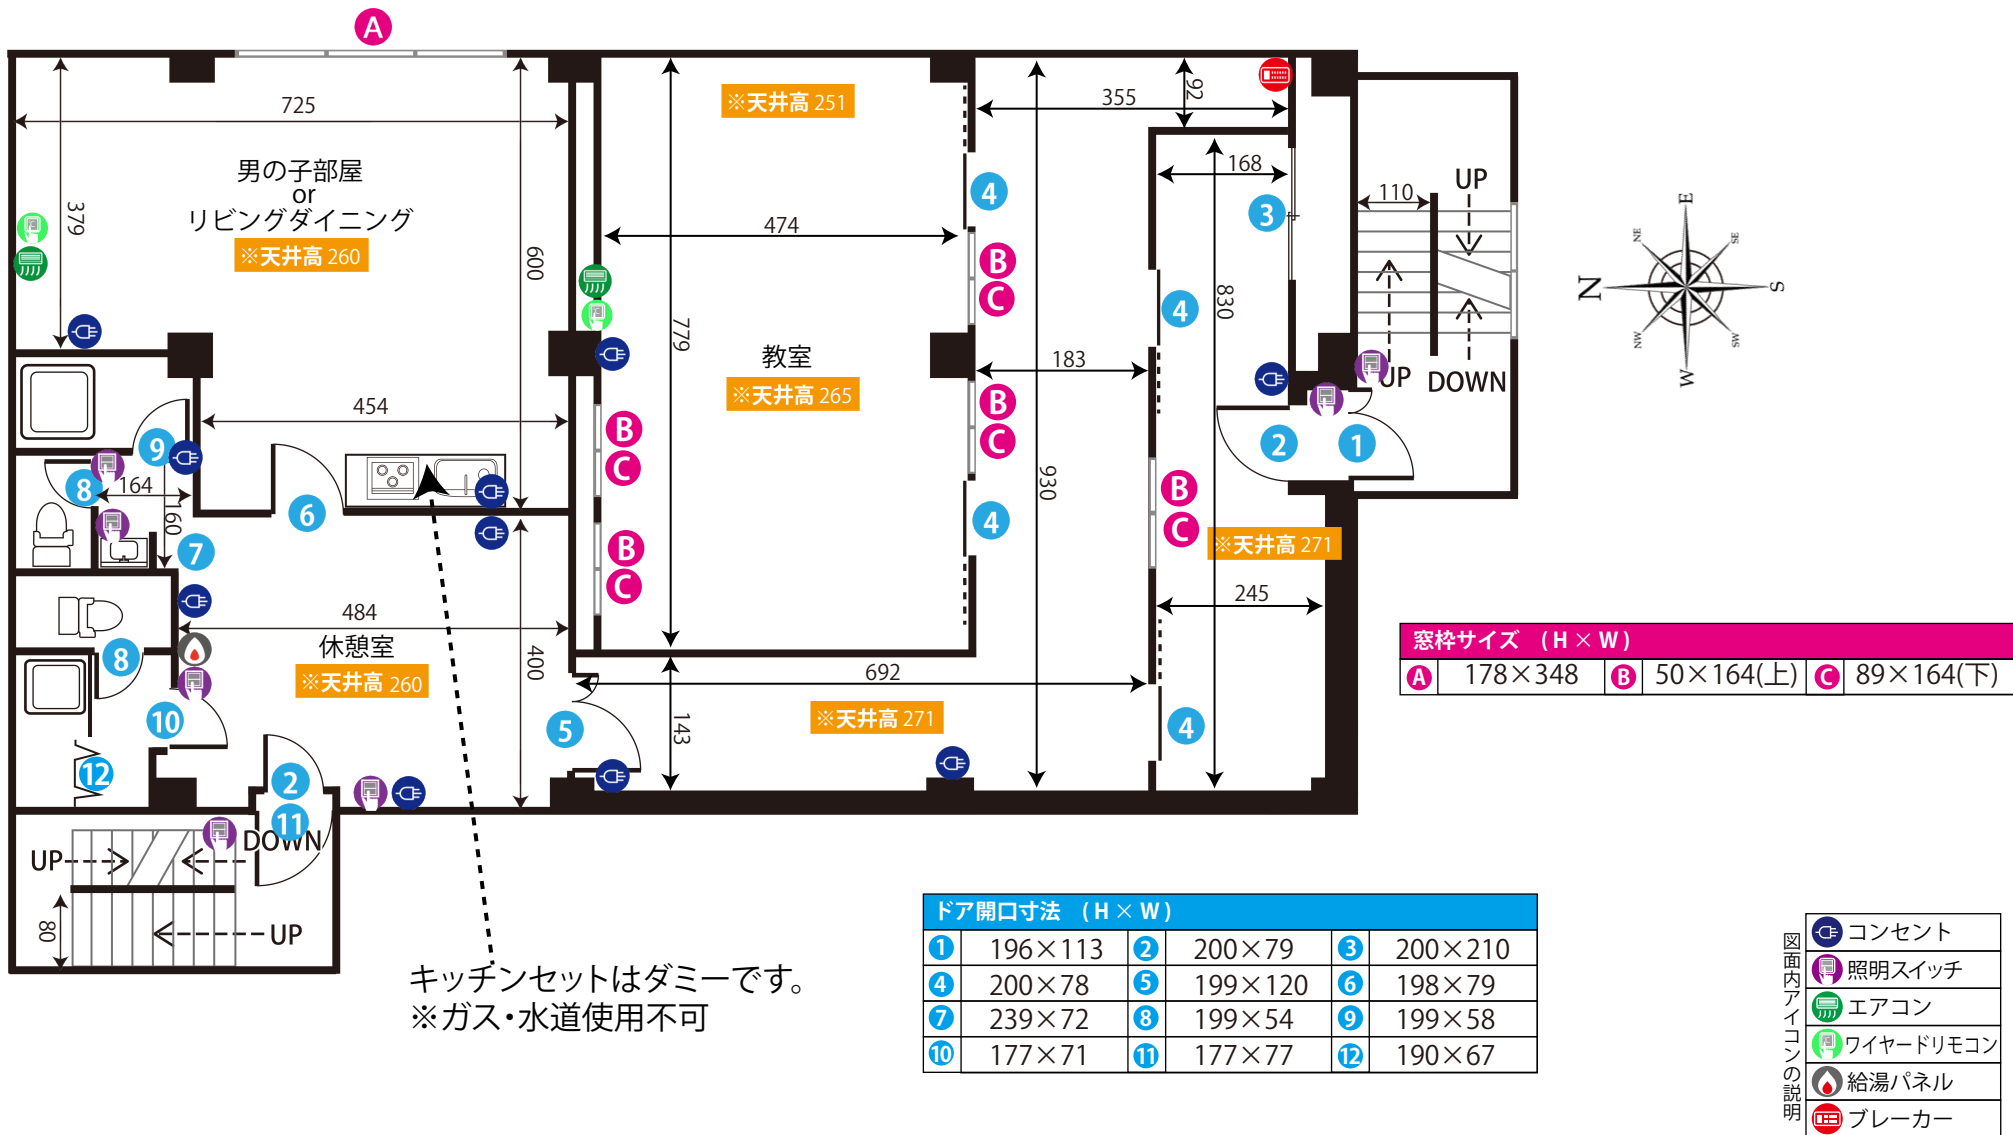 A
※天井高 251
355
92
725
男の子部屋
or
リビングダイニング
※天井高 260
379
600
474
779
教室
※天井高 265
4
B
C
B
C
4
183
168
3
830
4
110
UP
UP
DOWN
E
NE
SE
N
S
NW
SW
W
454
9
8
164
160
7
6
B
C
B
C
930
2
1
B
C
※天井高 271
245
484
休憩室
※天井高 260
400
8
10
12
692
※天井高 271
143
5
4
2
11
DOWN
UP
UP
80
キッチンセットはダミーです。
※ガス・水道使用不可
窓枠サイズ (H×W)
A 178×348 B 50×164(上) C 89×164(下)
ドア開口寸法 (H×W)
1 196×113 2 200×79 3 200×210
4 200×78 5 199×120 6 198×79
7 239×72 8 199×54 9 199×58
10 177×71 11 177×77 12 190×67
図面内アイコンの説明
コンセント
照明スイッチ
エアコン
ワイヤードリモコン
給湯パネル
ブレーカー